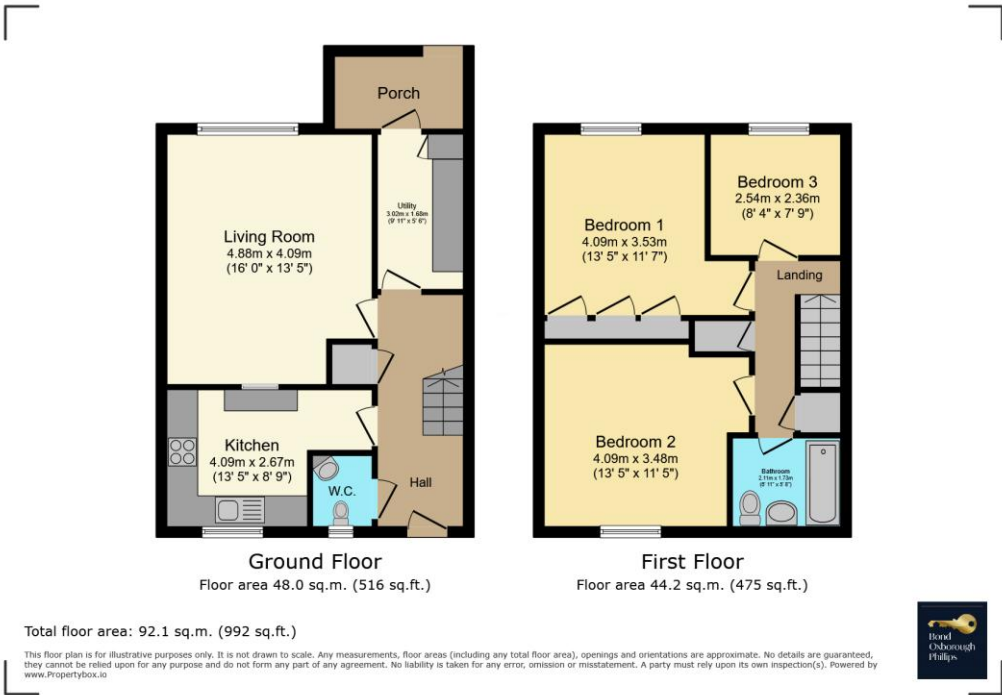 Porch
Utility
3.02m x 1.68m
(9' 11" x 5' 6")
Living Room
4.88m x 4.09m
(16' 0" x 13' 5")
Kitchen
4.09m x 2.67m
(13' 5" x 8' 9")
W.C.
Hall
Ground Floor
Floor area 48.0 sq.m. (516 sq.ft.)
Bedroom 1
4.09m x 3.53m
(13' 5" x 11' 7")
Bedroom 3
2.54m x 2.36m
(8' 4" x 7' 9")
Landing
Bedroom 2
4.09m x 3.48m
(13' 5" x 11' 5")
Bathroom
2.11m x 1.73m
(6' 11" x 5' 8")
First Floor
Floor area 44.2 sq.m. (475 sq.ft.)
Total floor area: 92.1 sq.m. (992 sq.ft.)
This floor plan is for illustrative purposes only. It is not drawn to scale. Any measurements, floor areas (including any total floor area), openings and orientations are approximate. No details are guaranteed,
they cannot be relied upon for any purpose and do not form any part of any agreement. No liability is taken for any error, omission or misstatement. A party must rely upon its own inspection(s). Powered by
www.Propertybox.io
Bond
Oxborough
Phillips